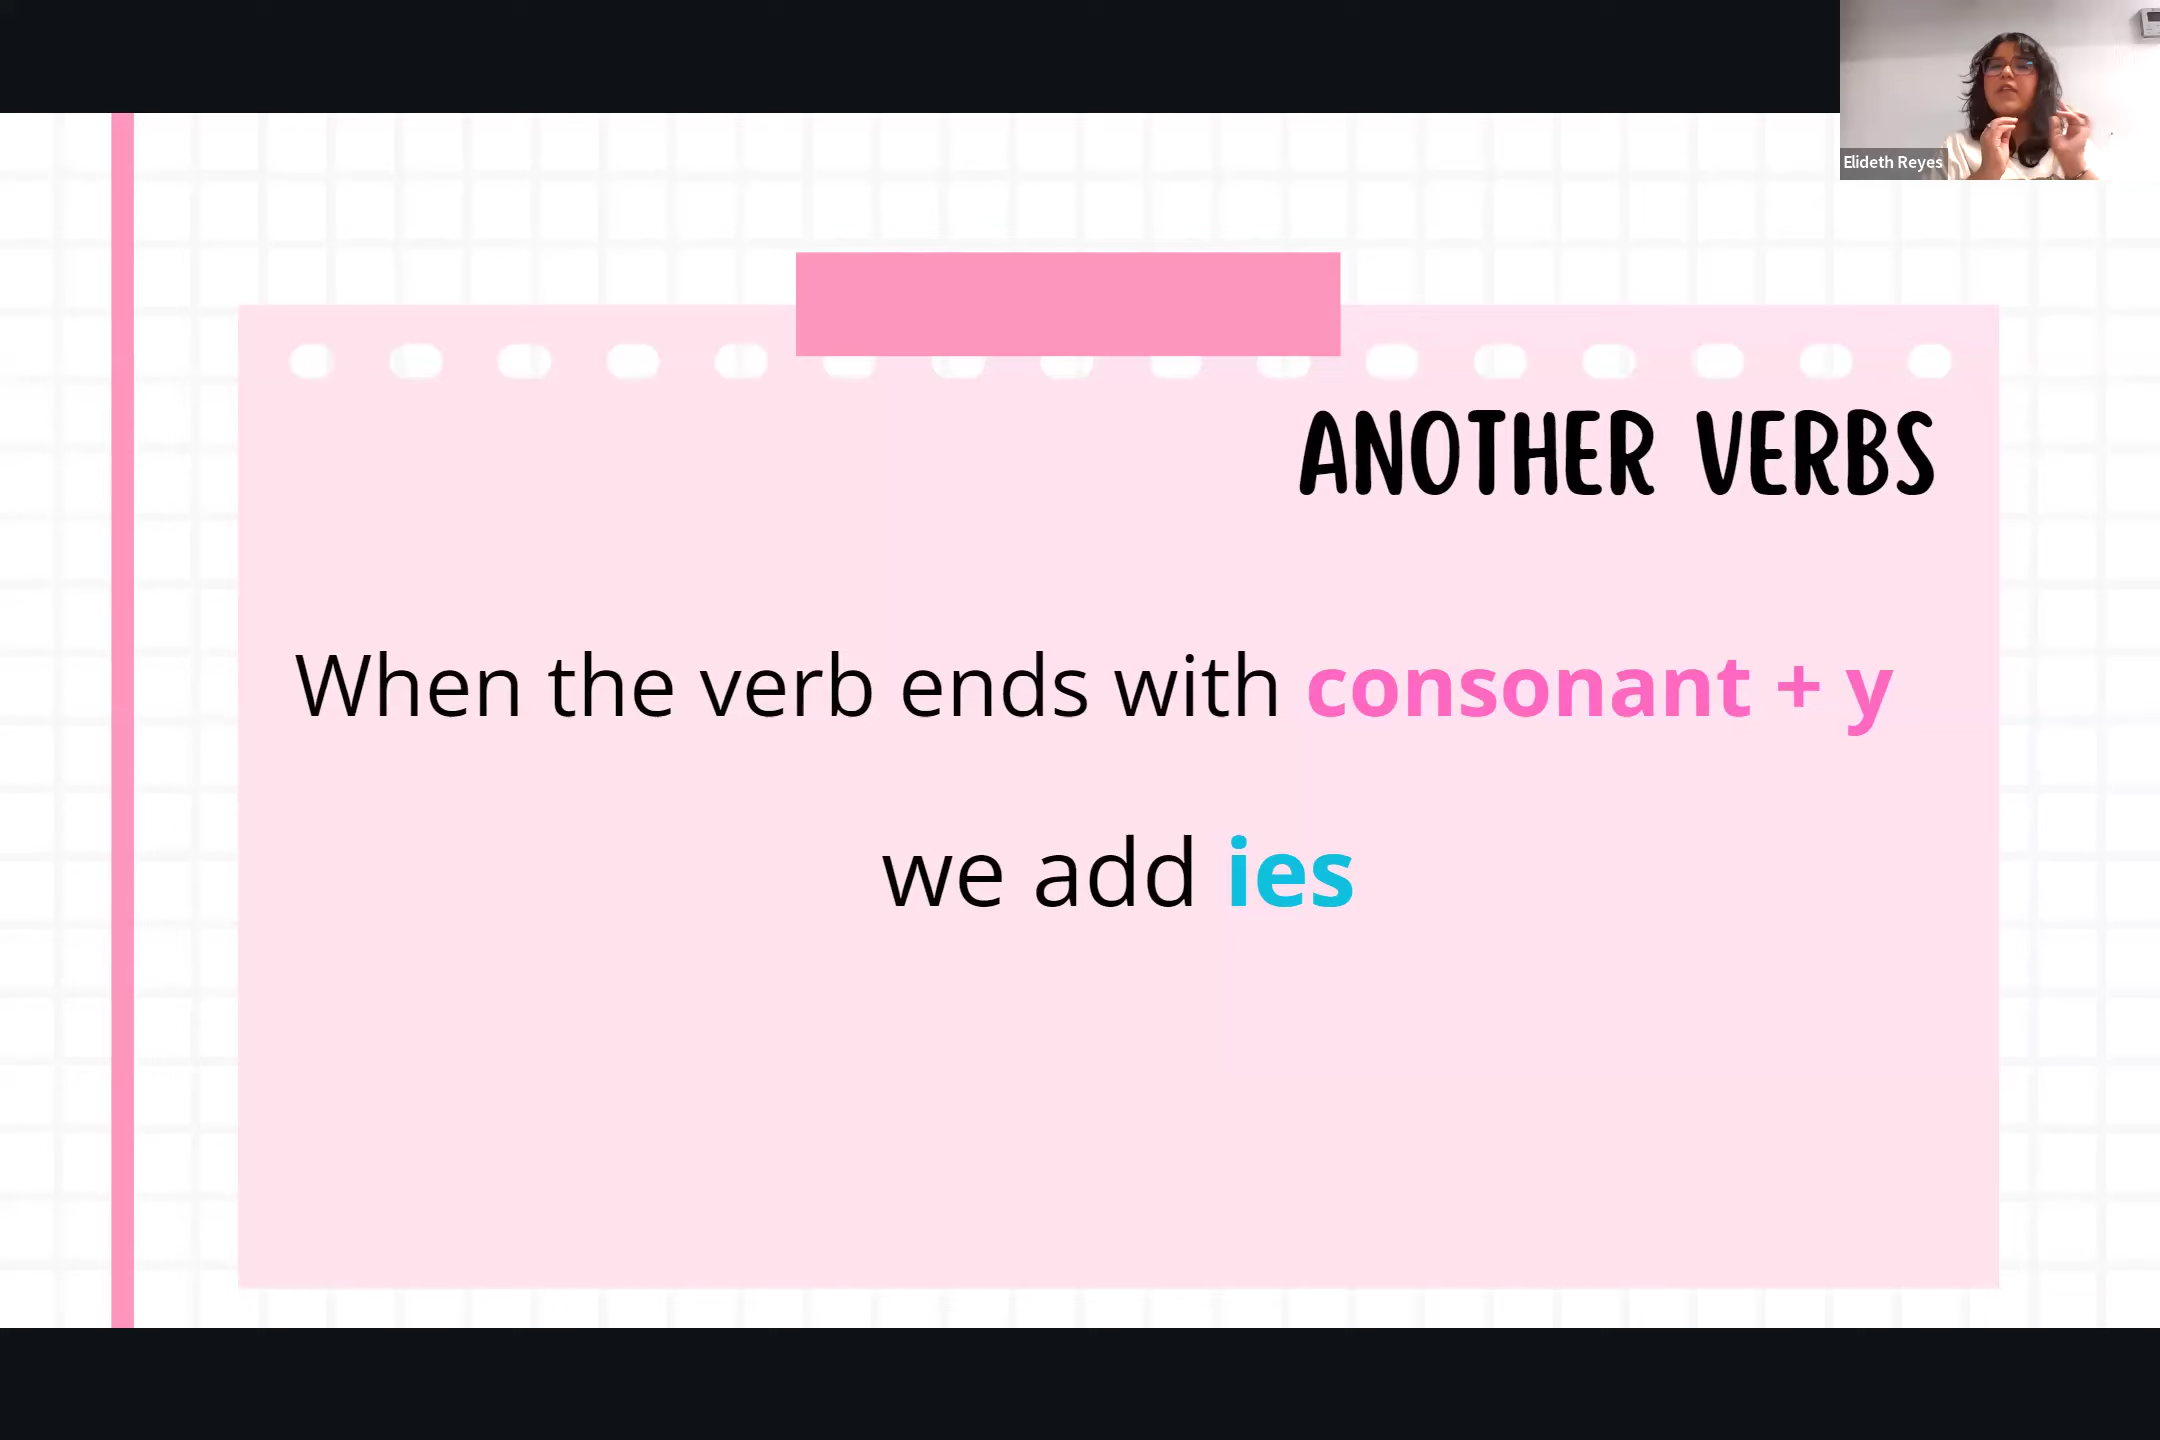 Elideth Reyes
ANOTHER VERBS
When the verb ends with consonant + y
we add ies